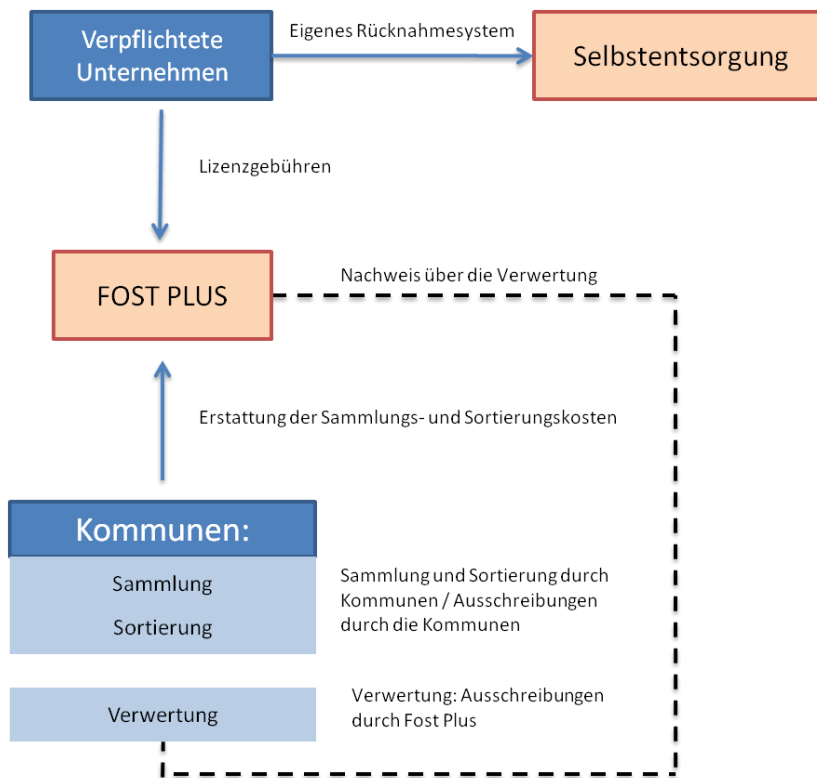 Verpflichtete
Unternehmen
Eigenes Rücknahmesystem
Selbstentsorgung
Lizenzgebühren
FOST PLUS
Nachweis über die Verwertung
Erstattung der Sammlungs- und Sortierungskosten
Kommunen:
Sammlung
Sortierung
Sammlung und Sortierung durch
Kommunen / Ausschreibungen
durch die Kommunen
Verwertung
Verwertung: Ausschreibungen
durch Fost Plus